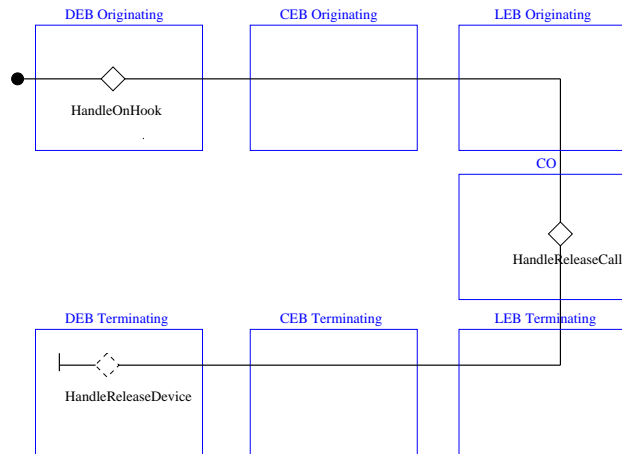 DEB Originating
CEB Originating
LEB Originating
HandleOnHook
CO
HandleReleaseCall
DEB Terminating
CEB Terminating
LEB Terminating
HandleReleaseDevice